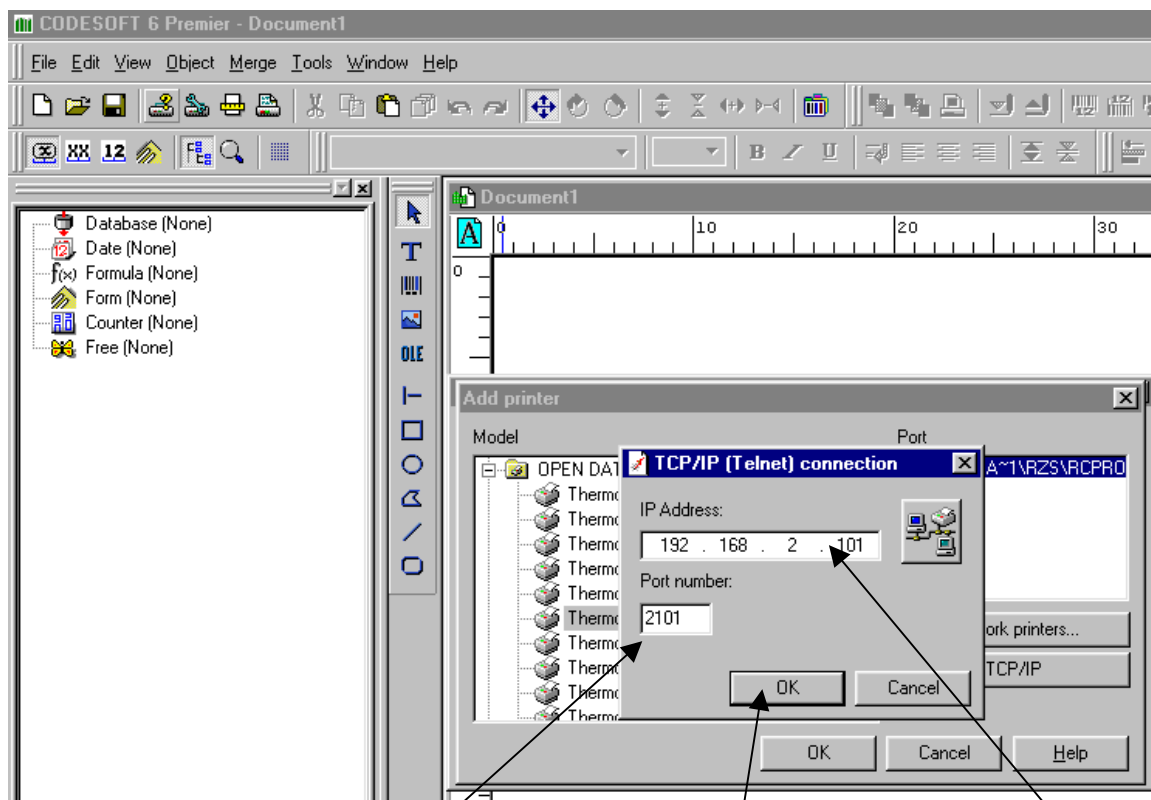 CODESOFT 6 Premier - Document1
File Edit View Object Merge Tools Window Help
XX 12
B I U
Database (None)
Date (None)
Formula (None)
Form (None)
Counter (None)
Free (None)
T
OLE
Document1
A 0 10 20 30
0
Add printer
Model Port
OPEN DAT A~1\RZS\RCPRO
Thermo
Thermo
Thermo
Thermo
Thermo
Thermo
Thermo
Thermo
Thermo
Thermo
TCP/IP (Telnet) connection
IP Address:
192 . 168 . 2 . 101
Port number:
2101
ork printers...
TCP/IP
OK Cancel
OK Cancel Help